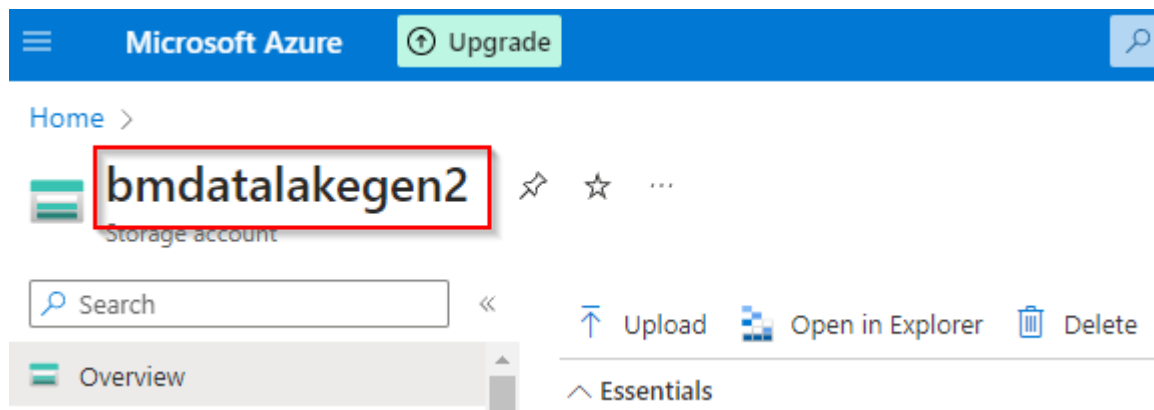 Microsoft Azure Upgrade
Home >
bmdatalakegen2 ...
Storage account
Search «
Upload Open in Explorer Delete
Overview
Essentials